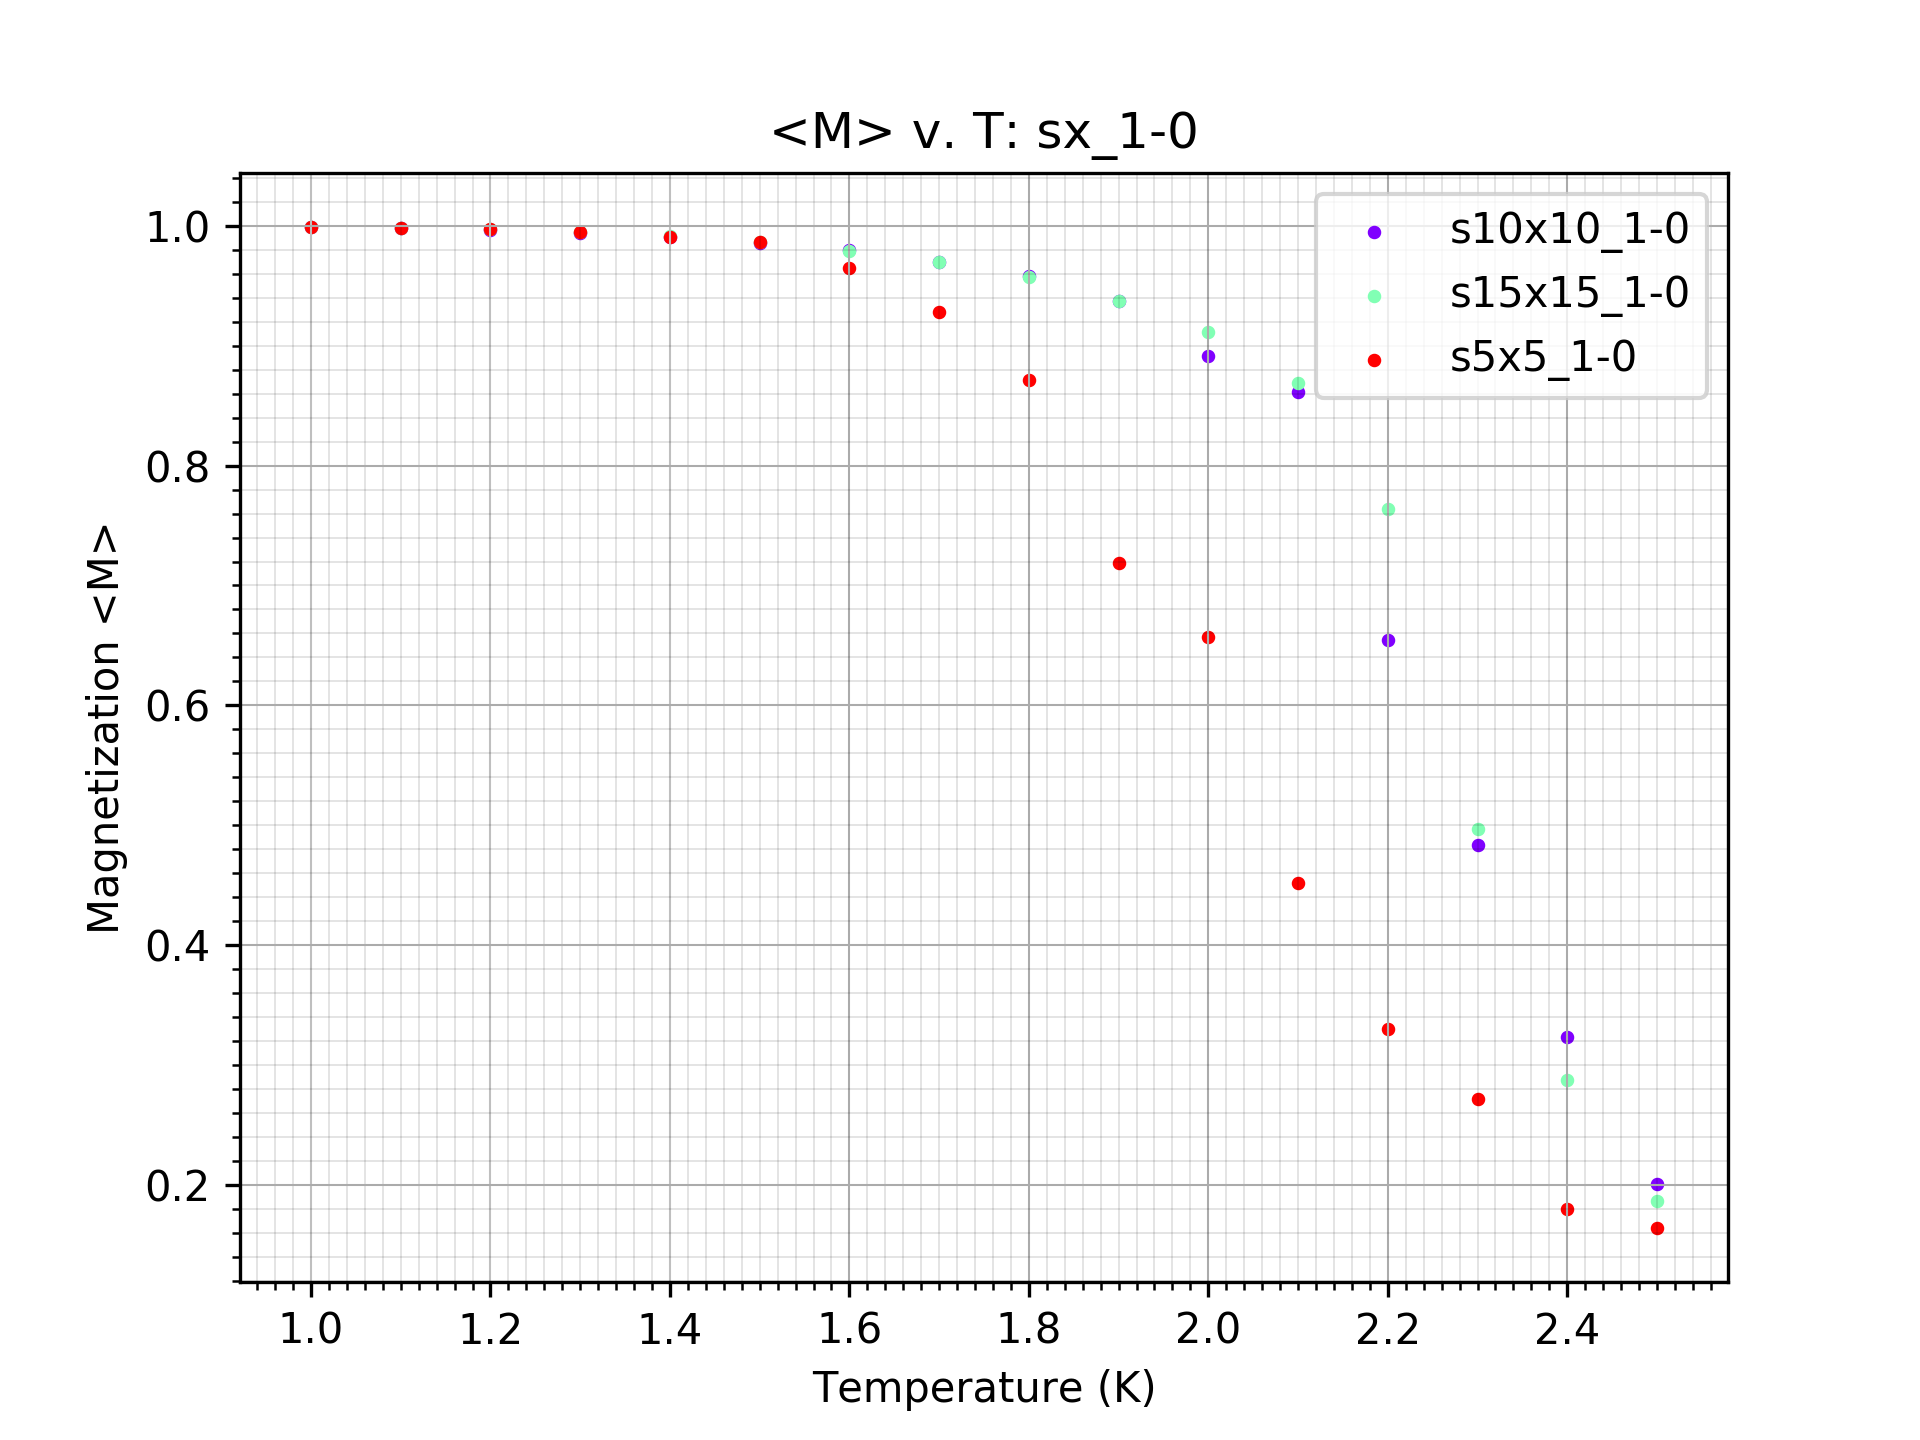 <M> v. T: sx_1-0
s10x10_1-0
s15x15_1-0
s5x5_1-0
Magnetization <M>
1.0
0.8
0.6
0.4
0.2
1.0 1.2 1.4 1.6 1.8 2.0 2.2 2.4
Temperature (K)